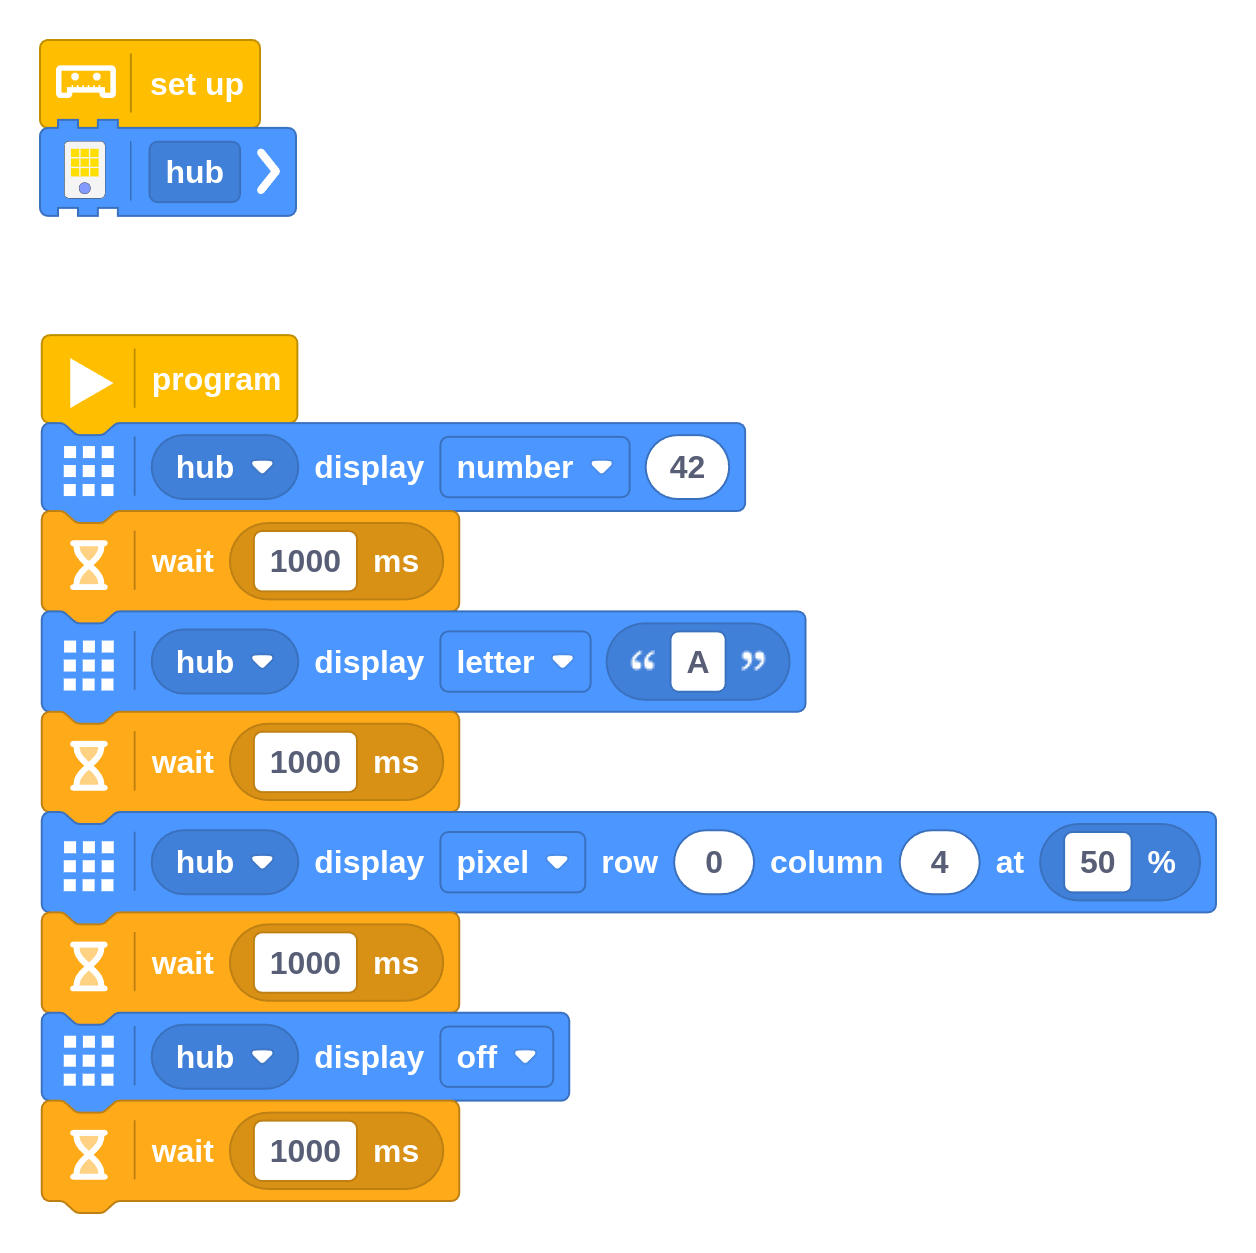 set up
hub
program
hub display number 42
wait 1000 ms
hub display letter “ A ”
wait 1000 ms
hub display pixel row 0 column 4 at 50 %
wait 1000 ms
hub display off
wait 1000 ms